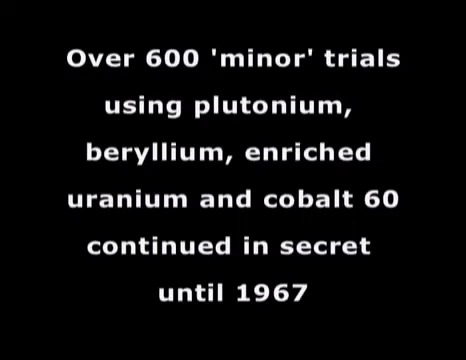 Over 600 'minor' trials
using plutonium,
beryllium, enriched
uranium and cobalt 60
continued in secret
until 1967